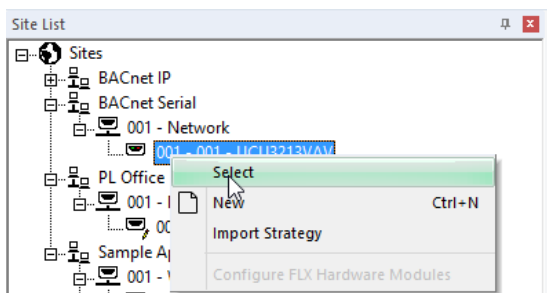 Site List
Sites
BACnet IP
BACnet Serial
001 - Network
001 - 001 - UCU3213VAV
Select
PL Office
001 -
New Ctrl+N
00
Import Strategy
Sample
001 -
Configure FLX Hardware Modules